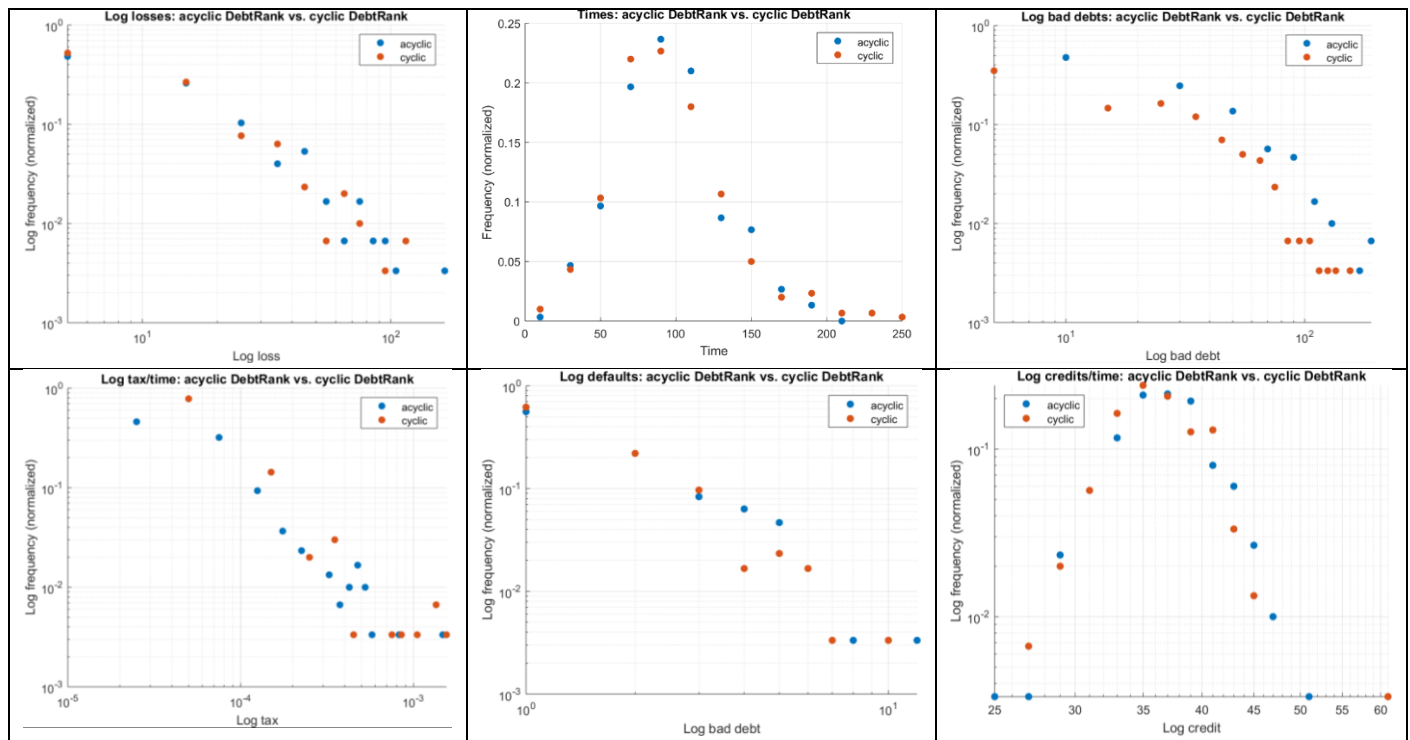 Log losses: acyclic DebtRank vs. cyclic DebtRank
acyclic
cyclic
10^0
10^-1
10^-2
10^-3
10^1
10^2
Log frequency (normalized)
Log loss
Times: acyclic DebtRank vs. cyclic DebtRank
acyclic
cyclic
0.25
0.2
0.15
0.1
0.05
0
0 50 100 150 200 250
Frequency (normalized)
Time
Log bad debts: acyclic DebtRank vs. cyclic DebtRank
acyclic
cyclic
10^0
10^-1
10^-2
10^-3
10^1
10^2
Log frequency (normalized)
Log bad debt
Log tax/time: acyclic DebtRank vs. cyclic DebtRank
acyclic
cyclic
10^0
10^-1
10^-2
10^-3
10^-5
10^-4
10^-3
Log frequency (normalized)
Log tax
Log defaults: acyclic DebtRank vs. cyclic DebtRank
acyclic
cyclic
10^0
10^-1
10^-2
10^-3
10^0
10^1
Log frequency (normalized)
Log bad debt
Log credits/time: acyclic DebtRank vs. cyclic DebtRank
acyclic
cyclic
10^-1
10^-2
25 30 35 40 45 50 55 60
Log frequency (normalized)
Log credit